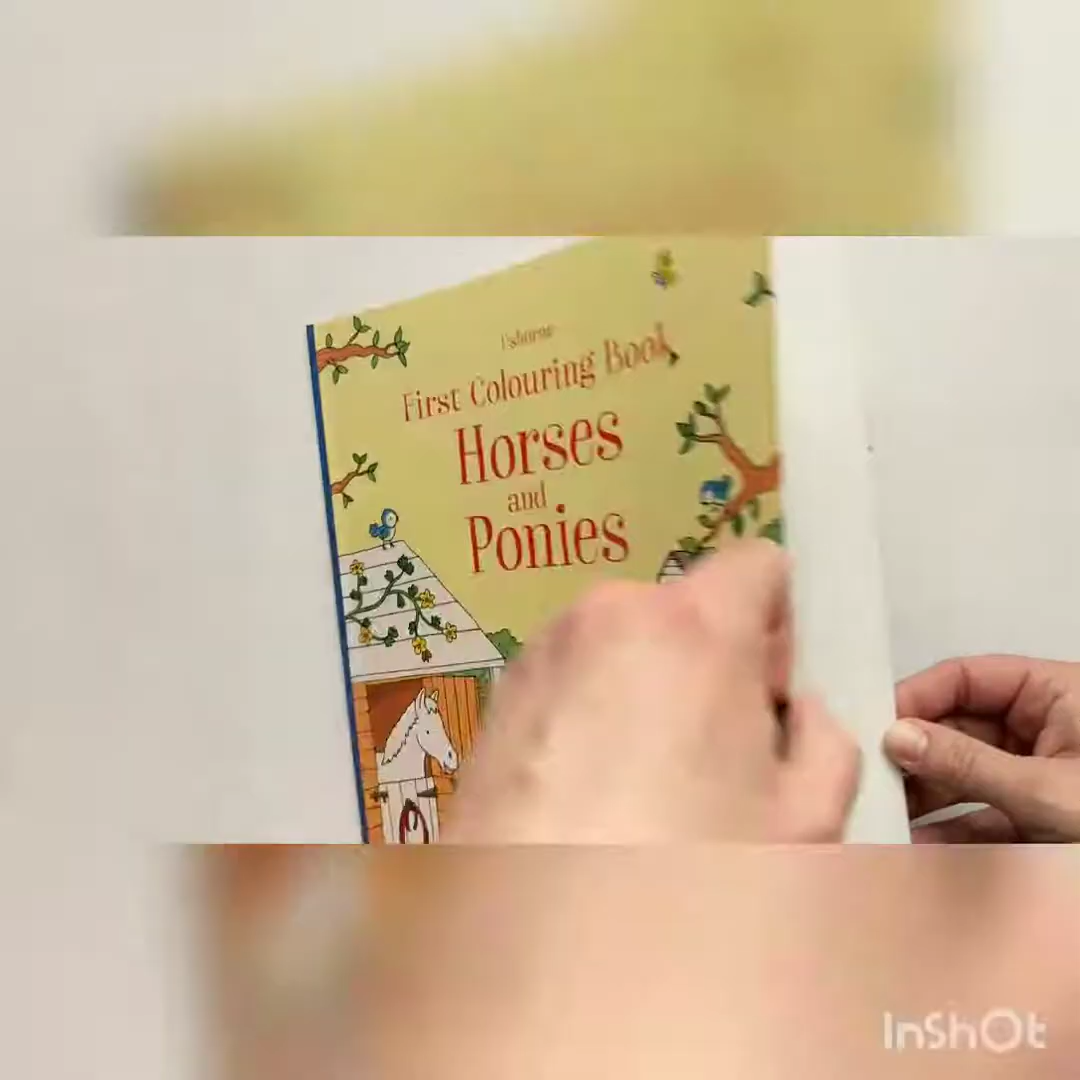 Usborne
First Colouring Book
Horses
and
Ponies
InShOt